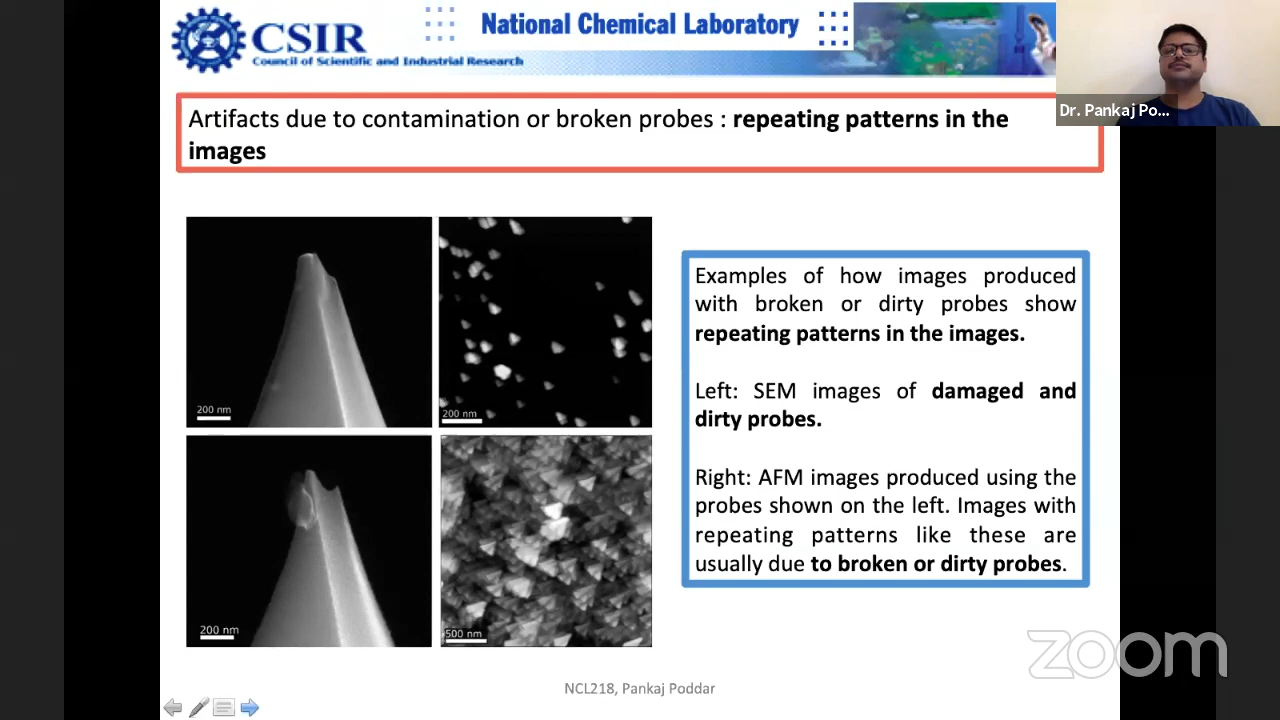 CSIR
Council of Scientific and Industrial Research
National Chemical Laboratory
Dr. Pankaj Po...
Artifacts due to contamination or broken probes : repeating patterns in the
images
200 nm
200 nm
200 nm
500 nm
Examples of how images produced
with broken or dirty probes show
repeating patterns in the images.
Left: SEM images of damaged and
dirty probes.
Right: AFM images produced using the
probes shown on the left. Images with
repeating patterns like these are
usually due to broken or dirty probes.
zoom
NCL218, Pankaj Poddar